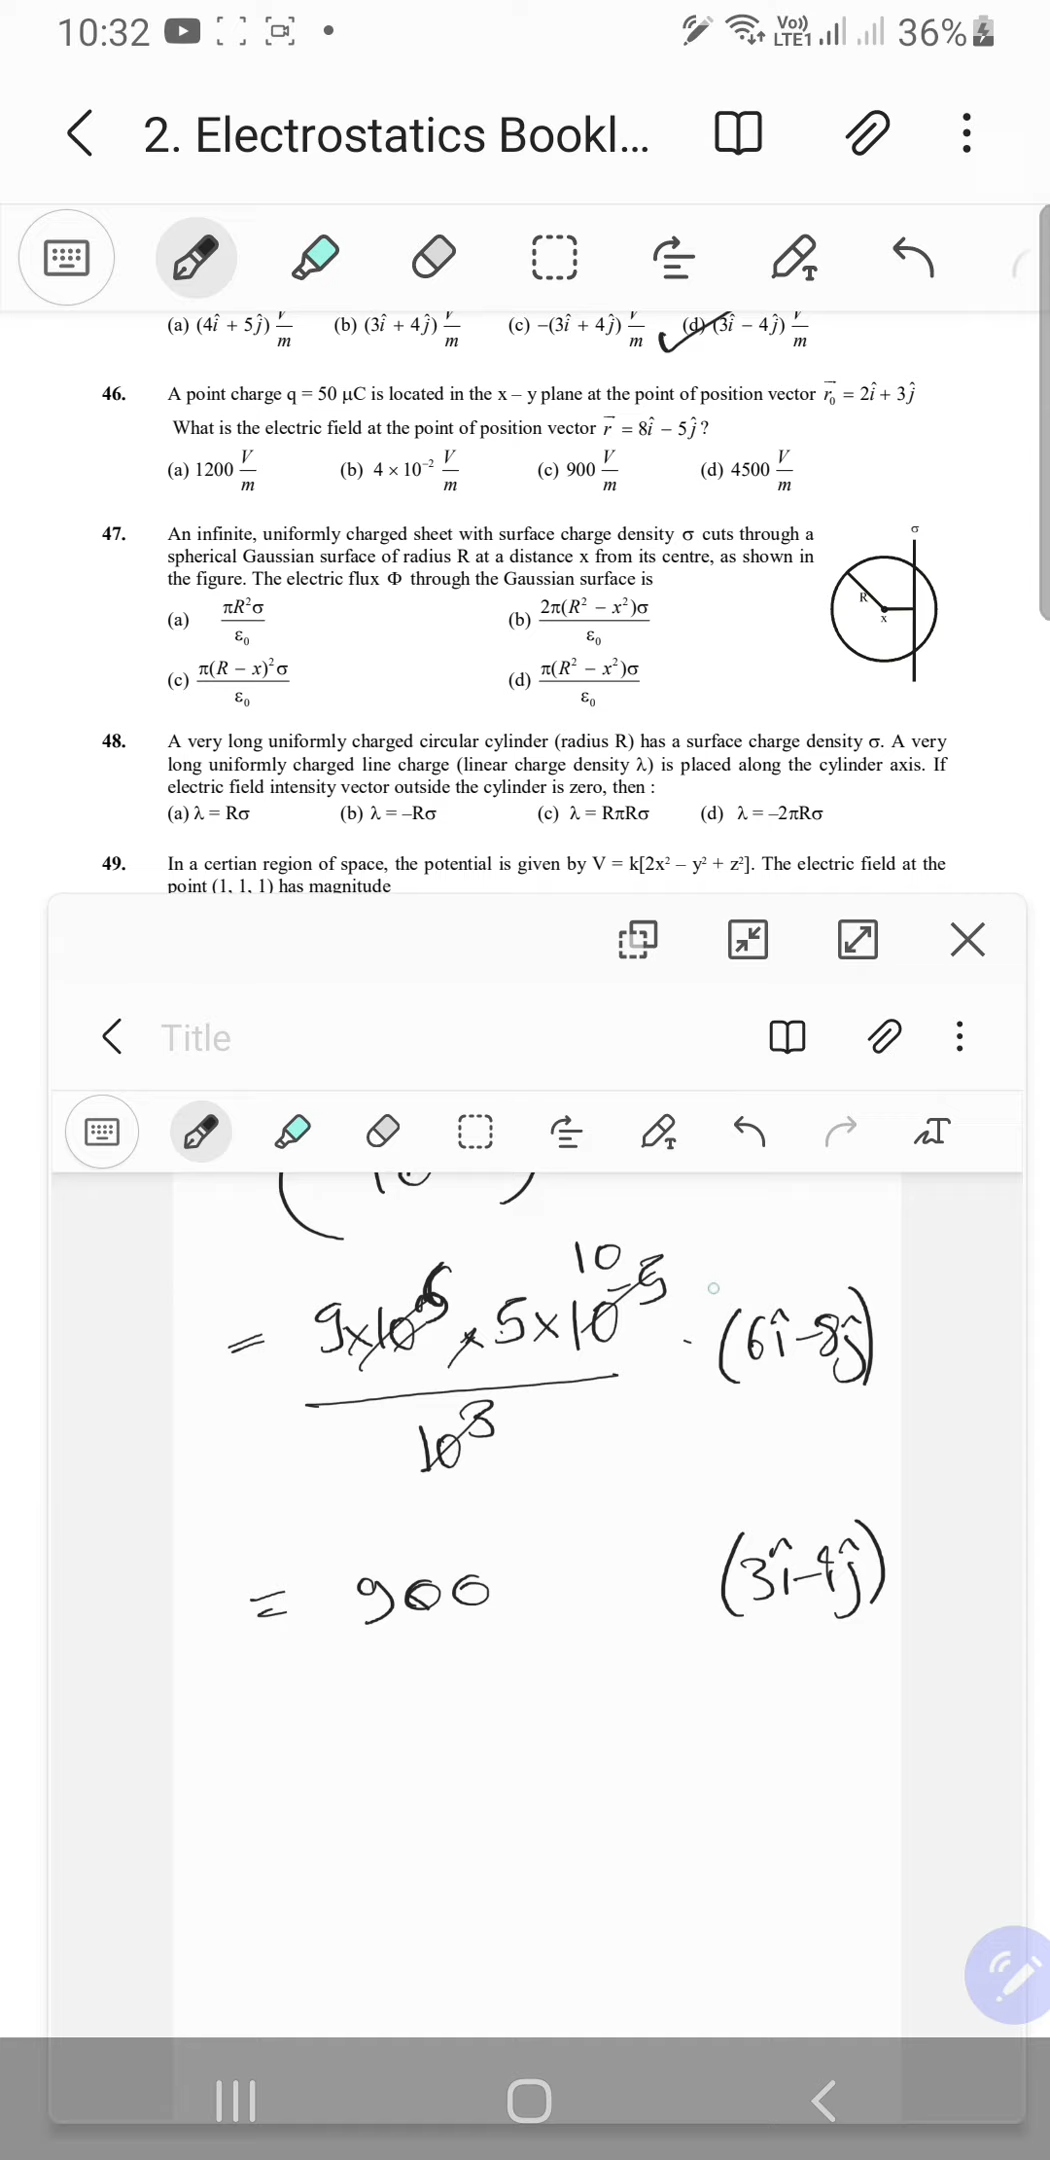 10:32 Vo)) LTE1 36%
2. Electrostatics Bookl...
(a) (4î + 5ĵ) V/m (b) (3î + 4ĵ) V/m (c) −(3î + 4ĵ) V/m (d) (3î − 4ĵ) V/m
46. A point charge q = 50 μC is located in the x – y plane at the point of position vector r⃗₀ = 2î + 3ĵ
What is the electric field at the point of position vector r⃗ = 8î − 5ĵ?
(a) 1200 V/m (b) 4 × 10⁻² V/m (c) 900 V/m (d) 4500 V/m
47. An infinite, uniformly charged sheet with surface charge density σ cuts through a
spherical Gaussian surface of radius R at a distance x from its centre, as shown in
the figure. The electric flux Φ through the Gaussian surface is
(a) πR²σ/ε₀ (b) 2π(R² − x²)σ/ε₀
(c) π(R − x)²σ/ε₀ (d) π(R² − x²)σ/ε₀
σ
R
x
48. A very long uniformly charged circular cylinder (radius R) has a surface charge density σ. A very
long uniformly charged line charge (linear charge density λ) is placed along the cylinder axis. If
electric field intensity vector outside the cylinder is zero, then :
(a) λ = Rσ (b) λ = –Rσ (c) λ = RπRσ (d) λ = –2πRσ
49. In a certian region of space, the potential is given by V = k[2x² – y² + z²]. The electric field at the
point (1, 1, 1) has magnitude
Title
10
= 9×10⁶ × 5×10⁻⁵ · (6î−8ĵ)
10³
= 900 (3î−4ĵ)